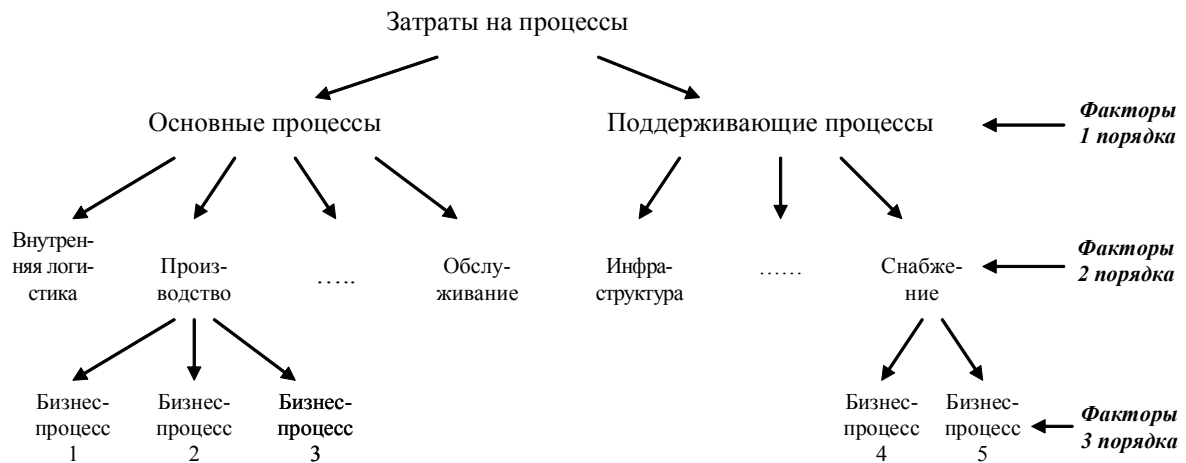 Затраты на процессы
Основные процессы
Поддерживающие процессы
Факторы
1 порядка
Внутрен-
няя логи-
стика
Произ-
водство
…..
Обслу-
живание
Инфра-
структура
……
Снабже-
ние
Факторы
2 порядка
Бизнес-
процесс
1
Бизнес-
процесс
2
Бизнес-
процесс
3
Бизнес-
процесс
4
Бизнес-
процесс
5
Факторы
3 порядка